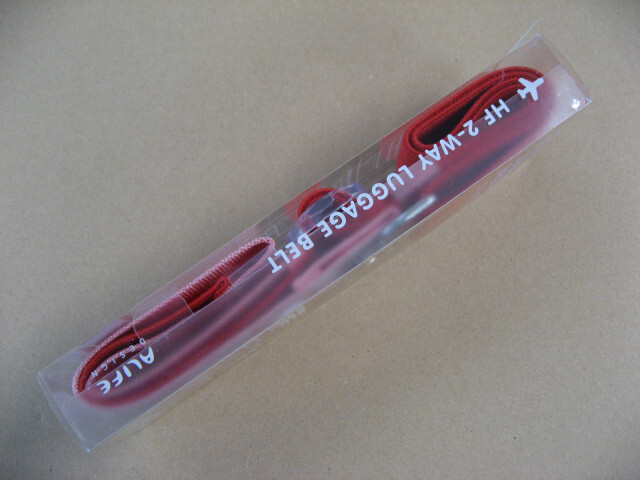 HF 2-WAY LUGGAGE BELT
ALIFE
DESIGN